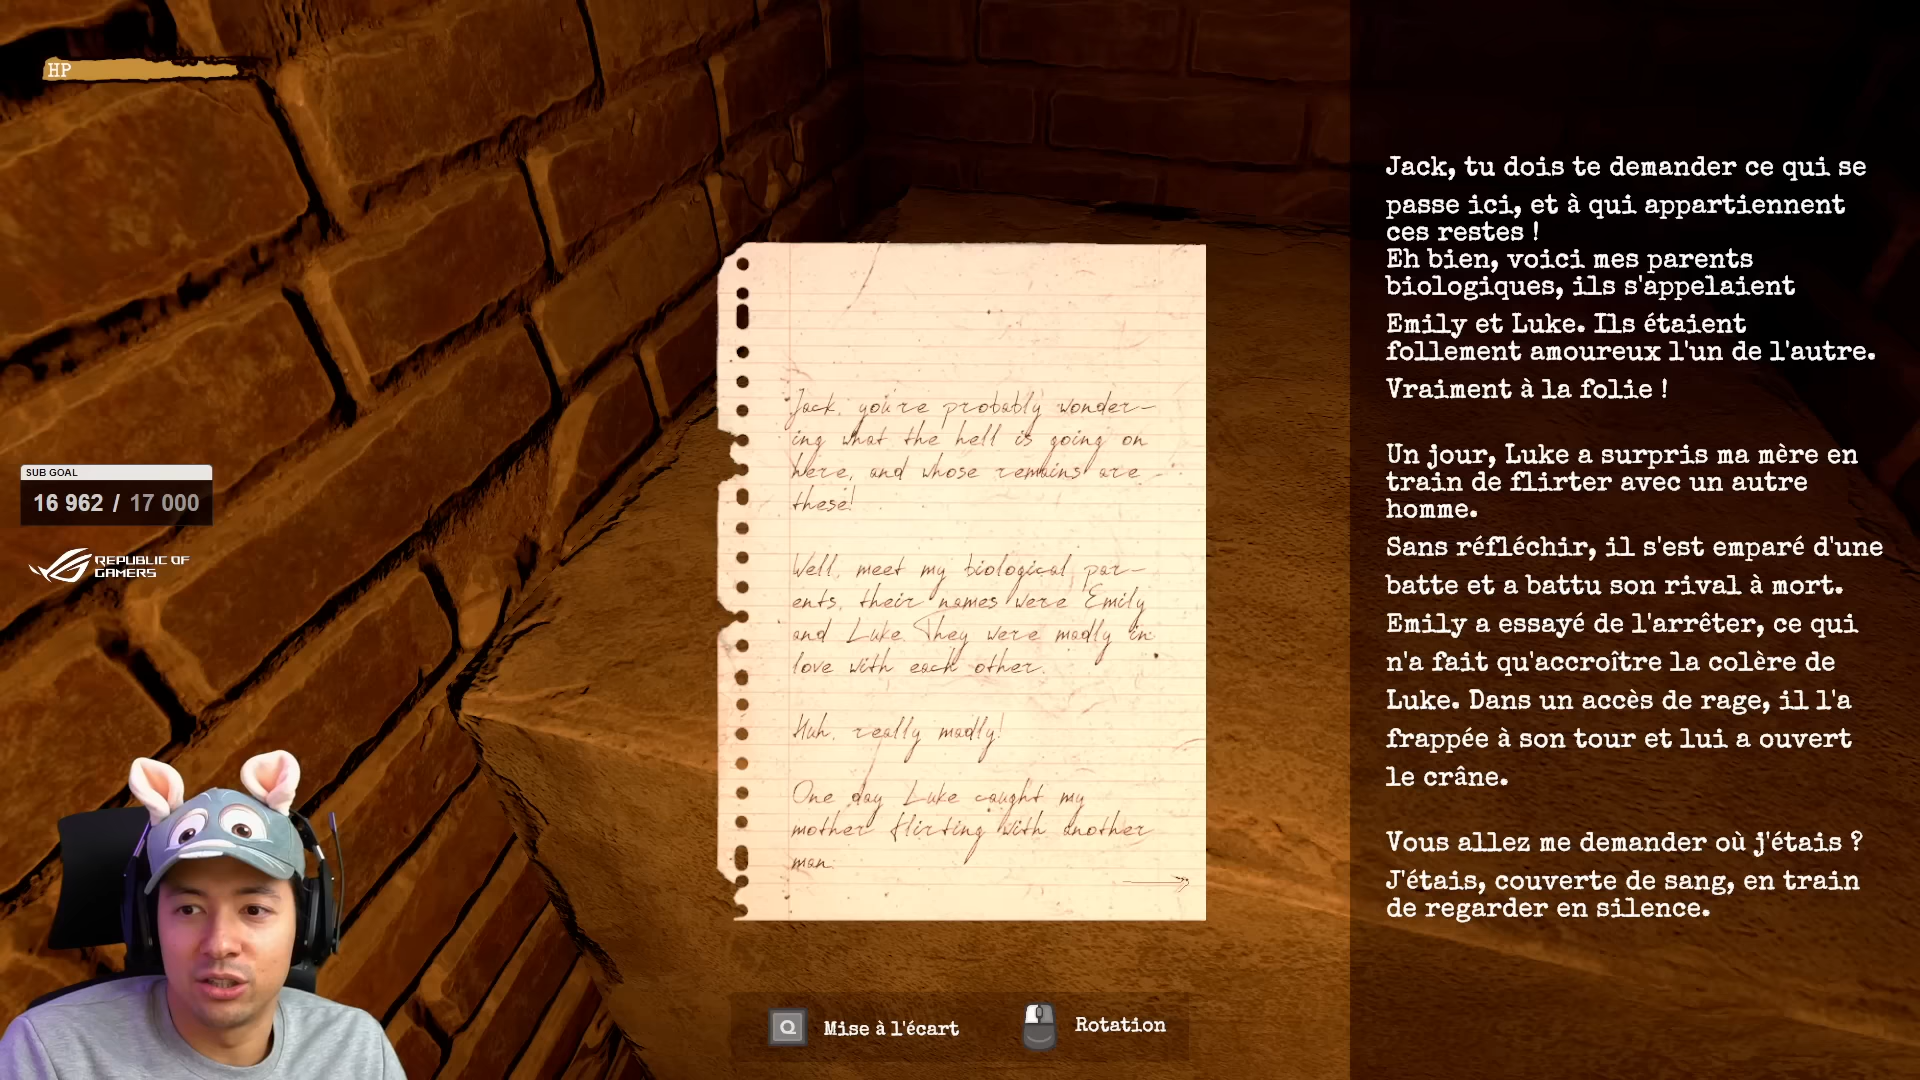 HP
SUB GOAL
16 962 / 17 000
REPUBLIC OF
GAMERS
Jack, you're probably wonder-
ing what the hell is going on
here, and whose remains are
these!
Well, meet my biological par-
ents, their names were Emily
and Luke. They were madly in
love with each other.
Huh, really madly!
One day Luke caught my
mother flirting with another
man.
Q Mise à l'écart
Rotation
Jack, tu dois te demander ce qui se
passe ici, et à qui appartiennent
ces restes !
Eh bien, voici mes parents
biologiques, ils s'appelaient
Emily et Luke. Ils étaient
follement amoureux l'un de l'autre.
Vraiment à la folie !
Un jour, Luke a surpris ma mère en
train de flirter avec un autre
homme.
Sans réfléchir, il s'est emparé d'une
batte et a battu son rival à mort.
Emily a essayé de l'arrêter, ce qui
n'a fait qu'accroître la colère de
Luke. Dans un accès de rage, il l'a
frappée à son tour et lui a ouvert
le crâne.
Vous allez me demander où j'étais ?
J'étais, couverte de sang, en train
de regarder en silence.